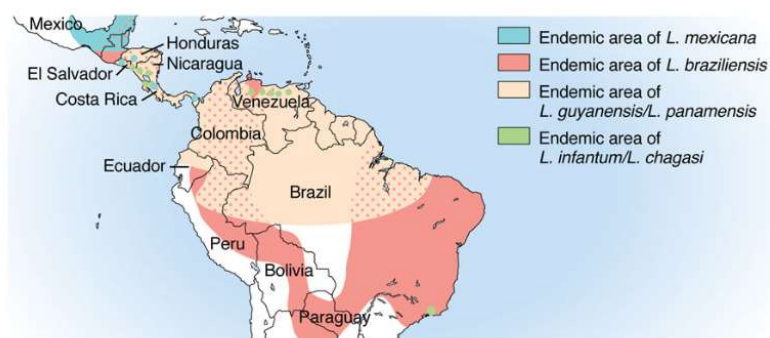 Mexico
Honduras
Nicaragua
El Salvador
Costa Rica
Venezuela
Colombia
Ecuador
Brazil
Peru
Bolivia
Paraguay
Endemic area of L. mexicana
Endemic area of L. braziliensis
Endemic area of
L. guyanensis/L. panamensis
Endemic area of
L. infantum/L. chagasi